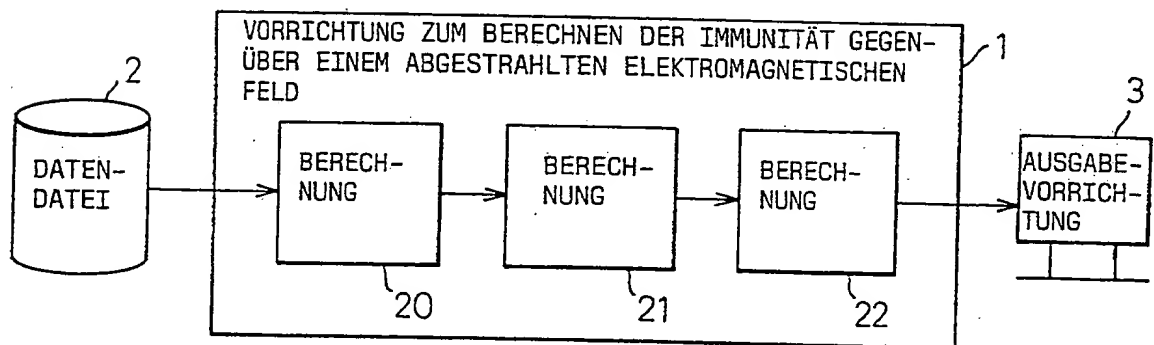 VORRICHTUNG ZUM BERECHNEN DER IMMUNITÄT GEGEN-
ÜBER EINEM ABGESTRAHLTEN ELEKTROMAGNETISCHEN
FELD
1
2
DATEN-
DATEI
BERECH-
NUNG
20
BERECH-
NUNG
21
BERECH-
NUNG
22
3
AUSGABE-
VORRICH-
TUNG